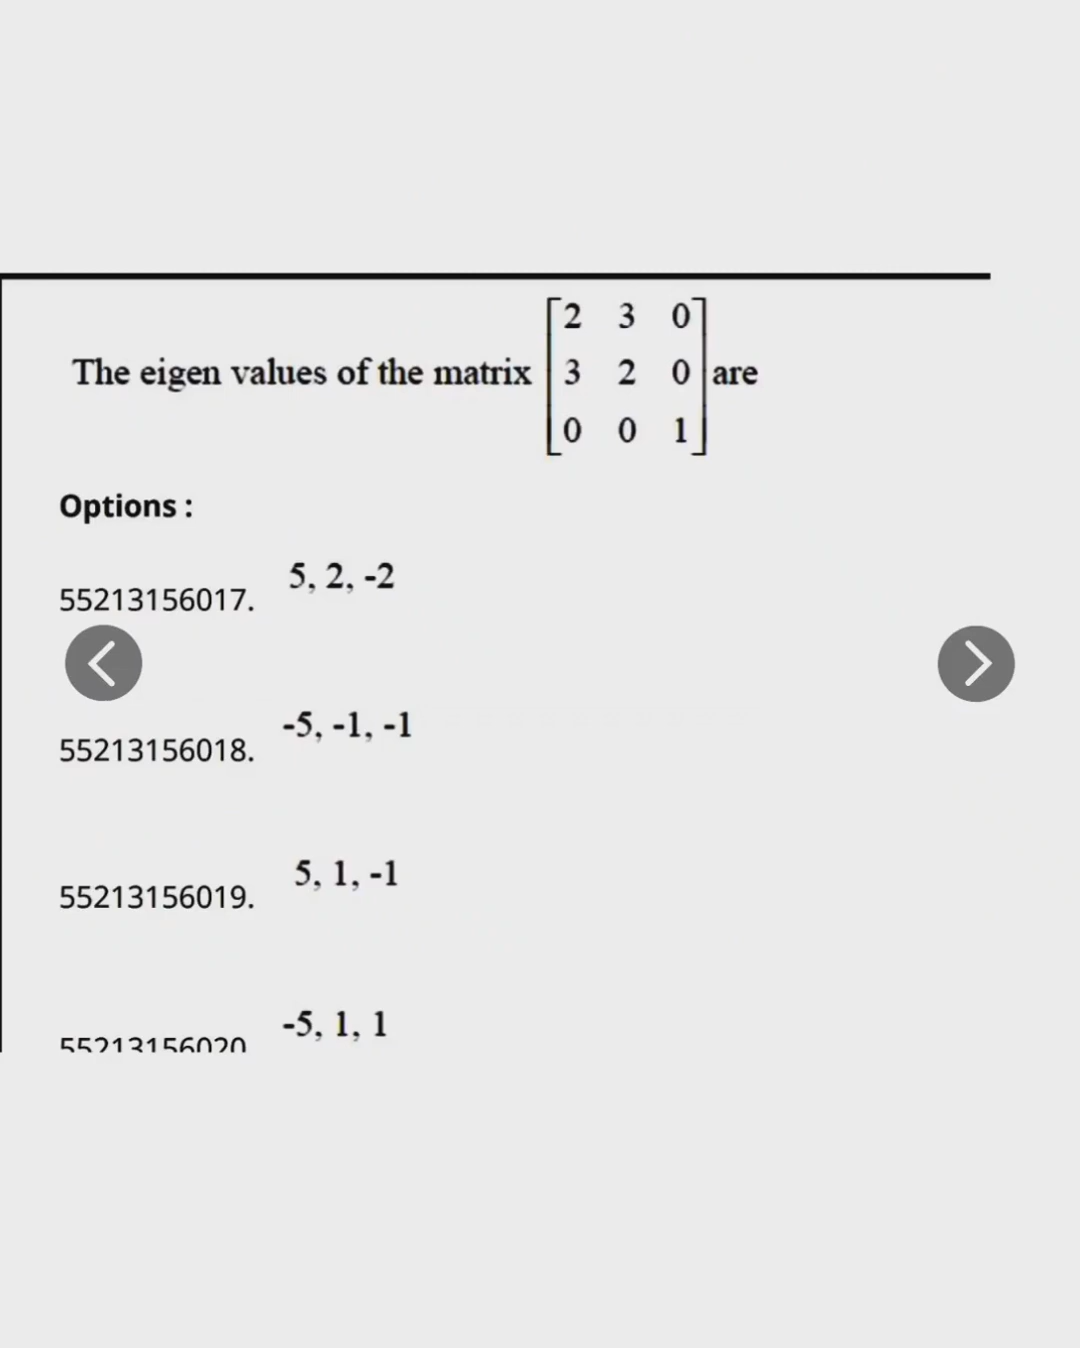 The eigen values of the matrix [2 3 0
3 2 0
0 0 1] are
Options :
55213156017. 5, 2, -2
55213156018. -5, -1, -1
55213156019. 5, 1, -1
55213156020 -5, 1, 1